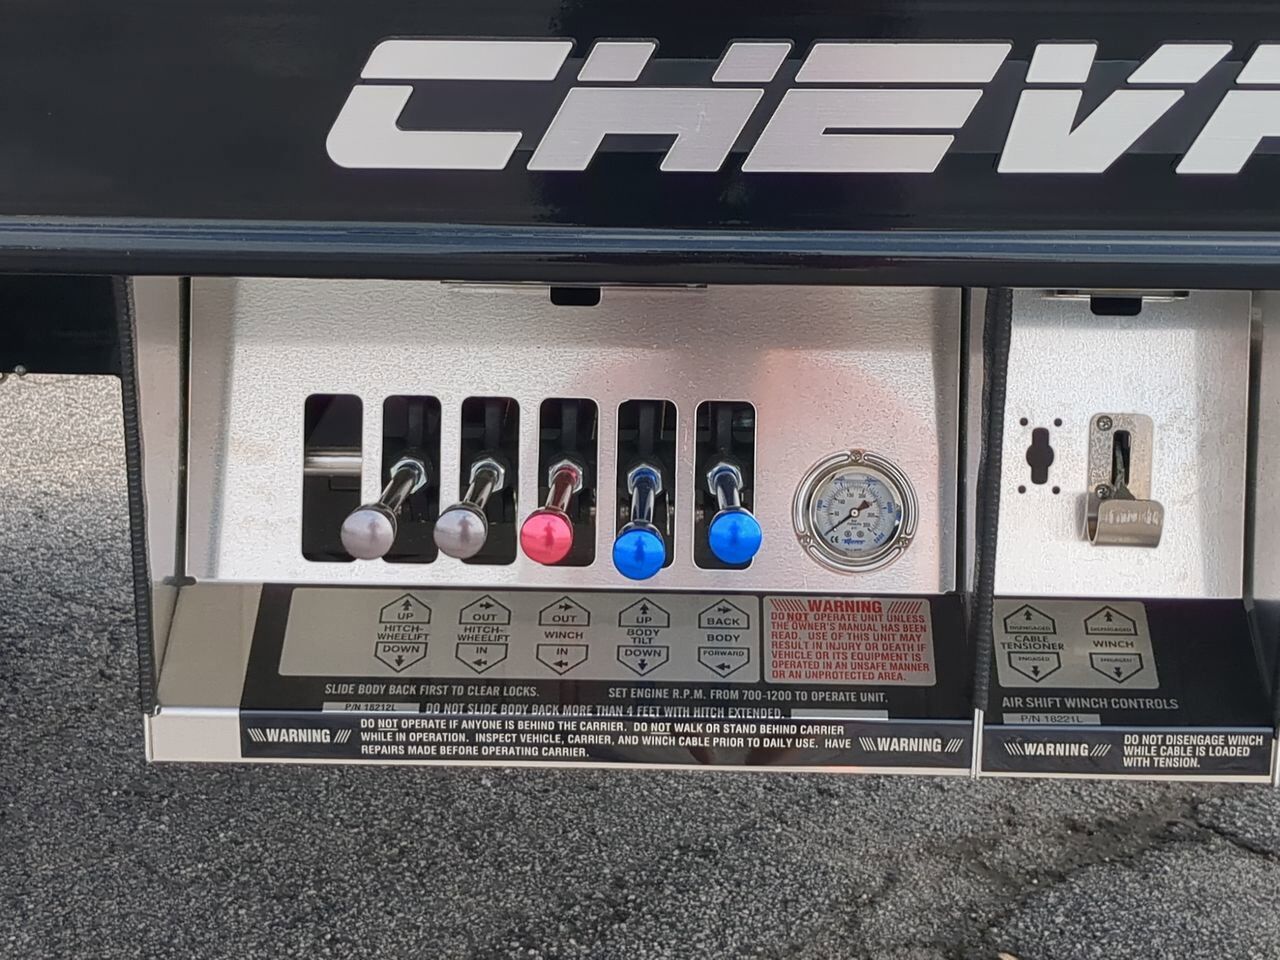 CHEV
UP
HITCH-
WHEELIFT
DOWN
OUT
HITCH-
WHEELIFT
IN
OUT
WINCH
IN
UP
BODY
TILT
DOWN
BACK
BODY
FORWARD
WARNING
DO NOT OPERATE UNIT UNLESS
THE OWNER'S MANUAL HAS BEEN
READ. USE OF THIS UNIT MAY
RESULT IN INJURY OR DEATH IF
VEHICLE OR ITS EQUIPMENT IS
OPERATED IN AN UNSAFE MANNER
OR AN UNPROTECTED AREA.
SLIDE BODY BACK FIRST TO CLEAR LOCKS.
SET ENGINE R.P.M. FROM 700-1200 TO OPERATE UNIT.
P/N 18212L
DO NOT SLIDE BODY BACK MORE THAN 4 FEET WITH HITCH EXTENDED.
WARNING
DO NOT OPERATE IF ANYONE IS BEHIND THE CARRIER. DO NOT WALK OR STAND BEHIND CARRIER
WHILE IN OPERATION. INSPECT VEHICLE, CARRIER, AND WINCH CABLE PRIOR TO DAILY USE. HAVE
REPAIRS MADE BEFORE OPERATING CARRIER.
WARNING
DISENGAGED
CABLE
TENSIONER
ENGAGED
DISENGAGED
WINCH
ENGAGED
AIR SHIFT WINCH CONTROLS
P/N 18221L
WARNING
DO NOT DISENGAGE WINCH
WHILE CABLE IS LOADED
WITH TENSION.